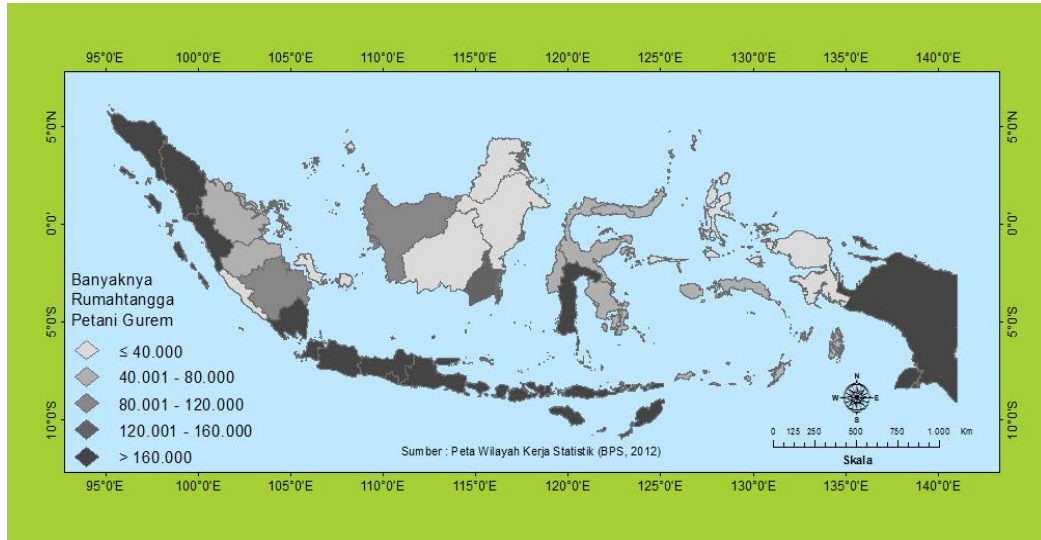 95°0'E 100°0'E 105°0'E 110°0'E 115°0'E 120°0'E 125°0'E 130°0'E 135°0'E 140°0'E
5°0'N 5°0'N
0°0' 0°0'
5°0'S 5°0'S
10°0'S 10°0'S
Banyaknya
Rumahtangga
Petani Gurem
≤ 40.000
40.001 - 80.000
80.001 - 120.000
120.001 - 160.000
> 160.000
Sumber : Peta Wilayah Kerja Statistik (BPS, 2012)
N
W E
S
0 125 250 500 750 1.000 Km
Skala
95°0'E 100°0'E 105°0'E 110°0'E 115°0'E 120°0'E 125°0'E 130°0'E 135°0'E 140°0'E